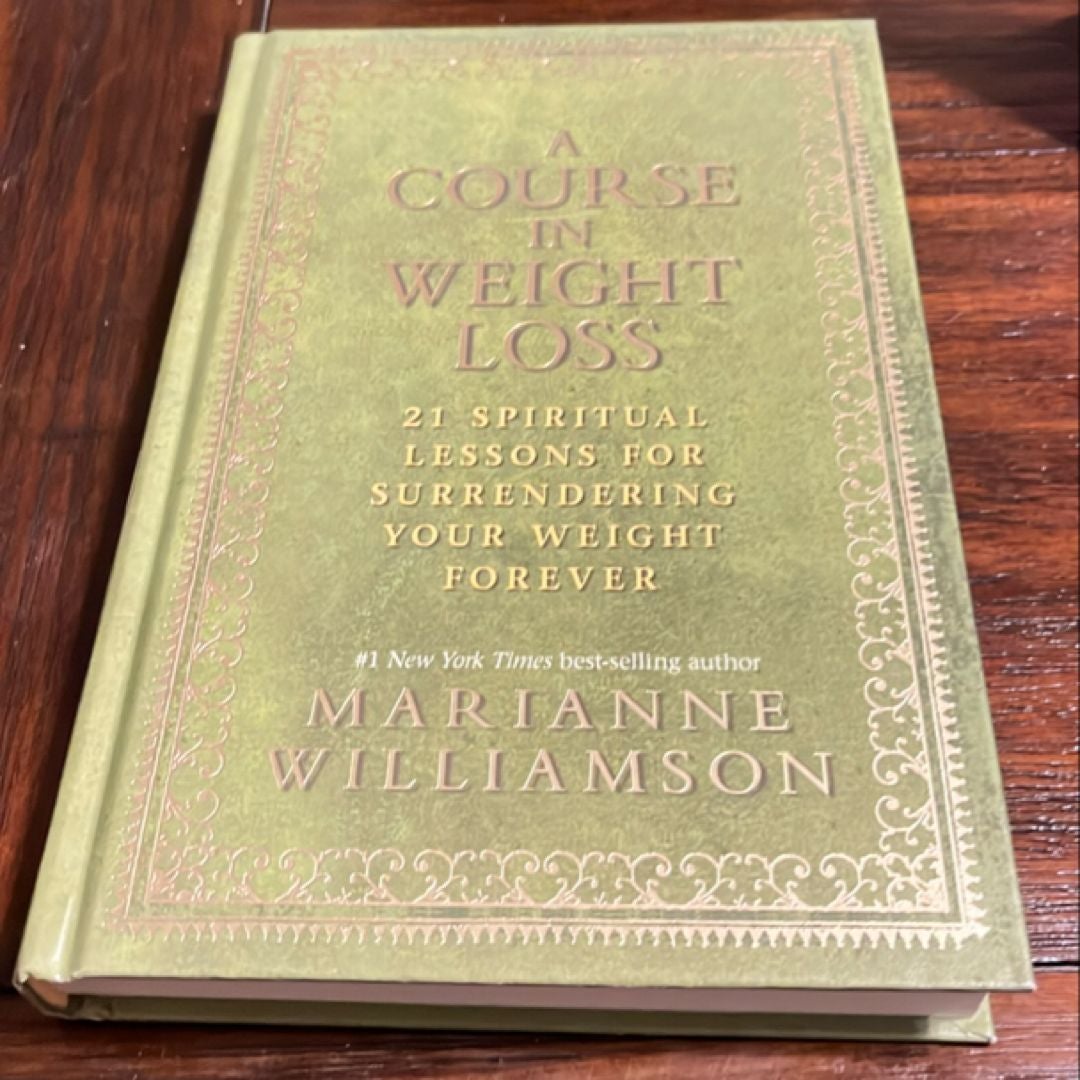 A
COURSE
IN
WEIGHT
LOSS
21 SPIRITUAL
LESSONS FOR
SURRENDERING
YOUR WEIGHT
FOREVER
#1 New York Times best-selling author
MARIANNE
WILLIAMSON